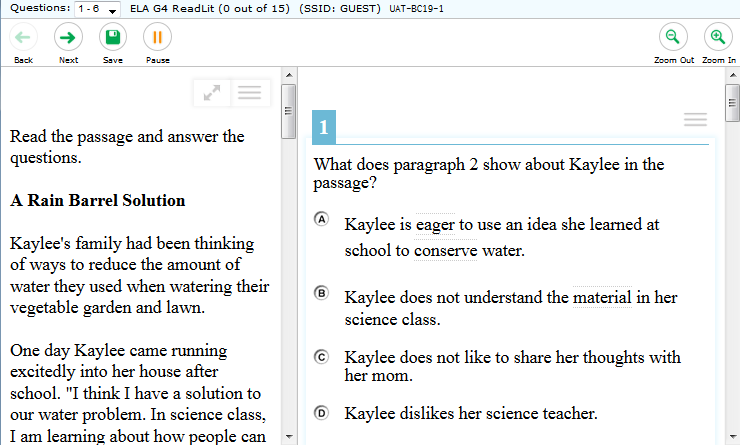 Questions: 1 - 6 ELA G4 ReadLit (0 out of 15) (SSID: GUEST) UAT-BC19-1
Back Next Save Pause Zoom Out Zoom In
Read the passage and answer the
questions.
A Rain Barrel Solution
Kaylee's family had been thinking
of ways to reduce the amount of
water they used when watering their
vegetable garden and lawn.
One day Kaylee came running
excitedly into her house after
school. "I think I have a solution to
our water problem. In science class,
I am learning about how people can
1
What does paragraph 2 show about Kaylee in the
passage?
A Kaylee is eager to use an idea she learned at
school to conserve water.
B Kaylee does not understand the material in her
science class.
C Kaylee does not like to share her thoughts with
her mom.
D Kaylee dislikes her science teacher.